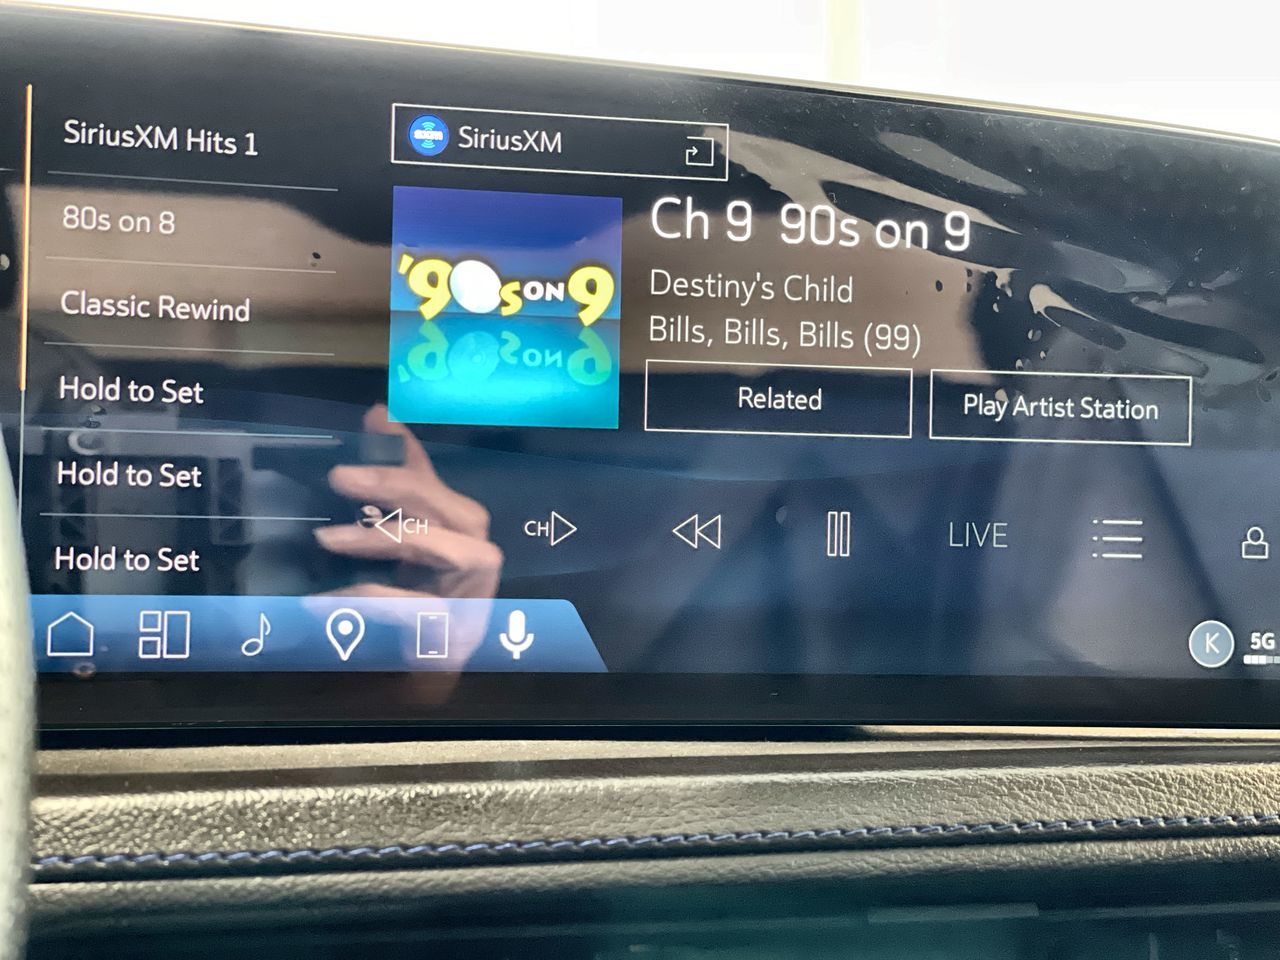 SiriusXM Hits 1
80s on 8
Classic Rewind
Hold to Set
Hold to Set
Hold to Set
sxm SiriusXM
'90s ON 9
Ch 9 90s on 9
Destiny's Child
Bills, Bills, Bills (99)
Related
Play Artist Station
CH
CH
LIVE
K
5G